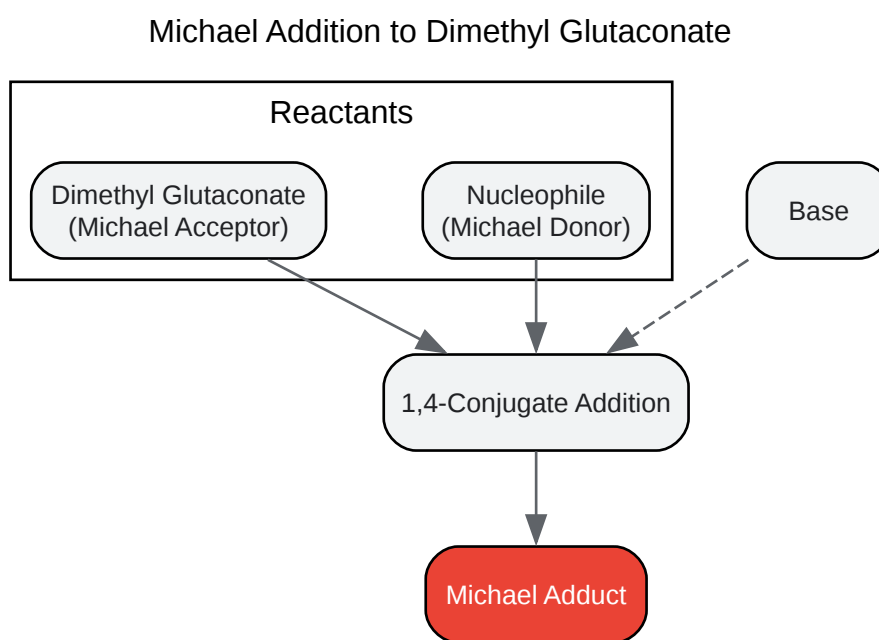 Michael Addition to Dimethyl Glutaconate
Reactants
Dimethyl Glutaconate
(Michael Acceptor)
Nucleophile
(Michael Donor)
Base
1,4-Conjugate Addition
Michael Adduct